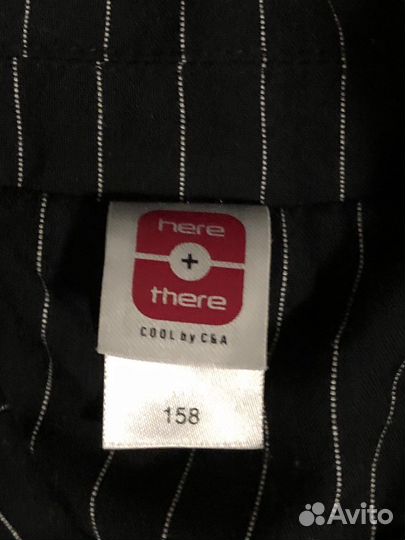 here
+
there
COOL by C&A
158
Avito